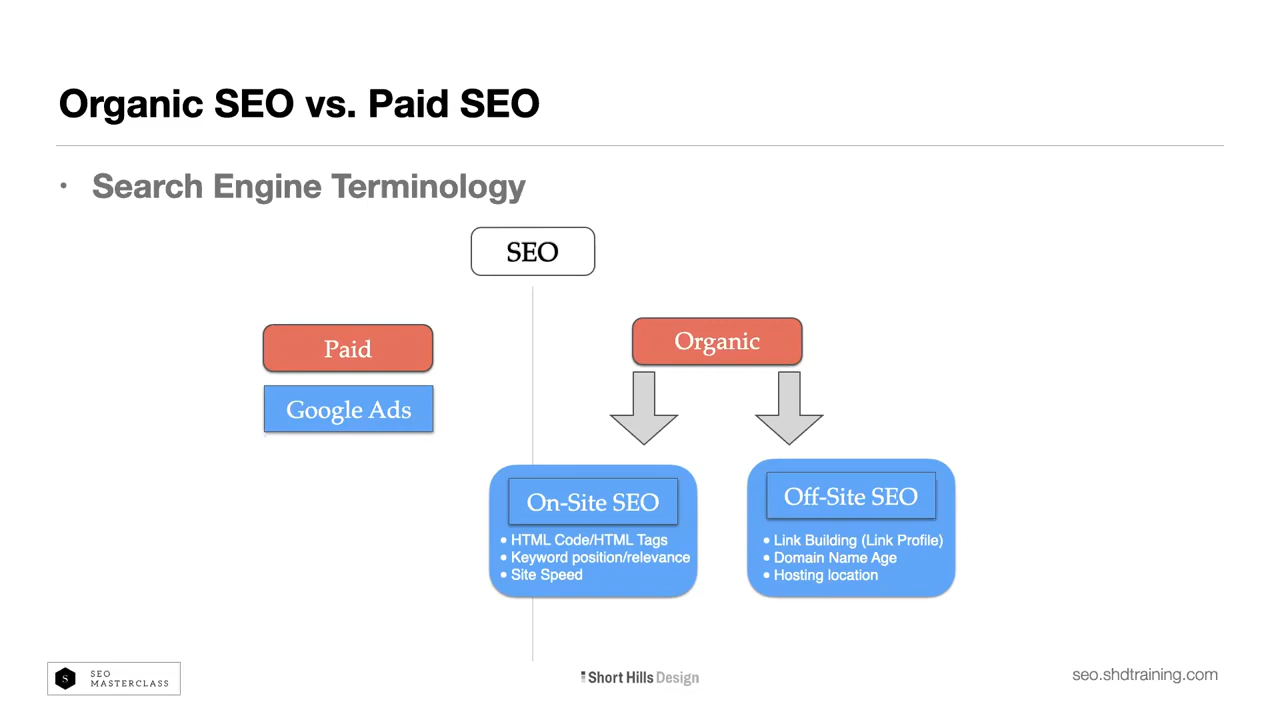 Organic SEO vs. Paid SEO
• Search Engine Terminology
SEO
Paid
Google Ads
Organic
On-Site SEO
• HTML Code/HTML Tags
• Keyword position/relevance
• Site Speed
Off-Site SEO
• Link Building (Link Profile)
• Domain Name Age
• Hosting location
S
SEO
MASTERCLASS
Short Hills Design
seo.shdtraining.com